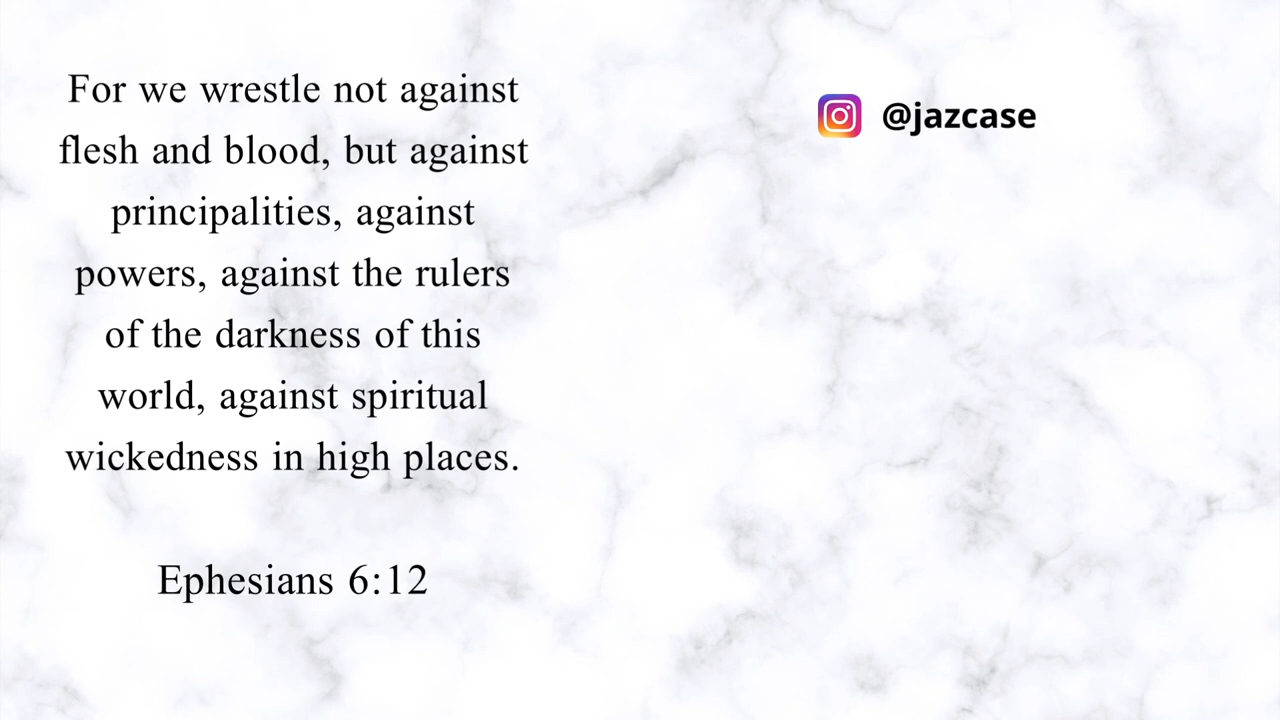 For we wrestle not against
flesh and blood, but against
principalities, against
powers, against the rulers
of the darkness of this
world, against spiritual
wickedness in high places.
Ephesians 6:12
@jazcase